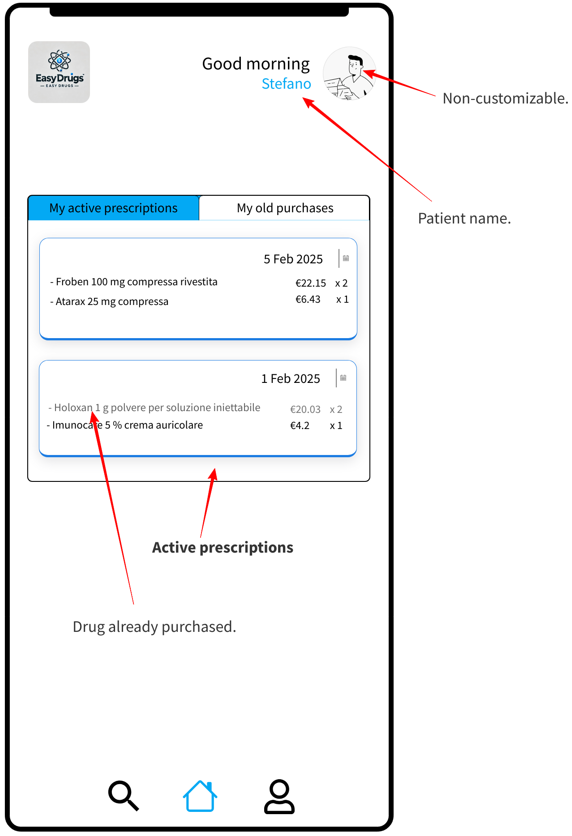 Good morning
EasyDrugs
— EASY DRUGS —
Stefano
Non-customizable.
My active prescriptions
My old purchases
Patient name.
5 Feb 2025
- Froben 100 mg compressa rivestita €22.15 x 2
- Atarax 25 mg compressa €6.43 x 1
1 Feb 2025
- Holoxan 1 g polvere per soluzione iniettabile €20.03 x 2
- Imunocare 5 % crema auricolare €4.2 x 1
Active prescriptions
Drug already purchased.